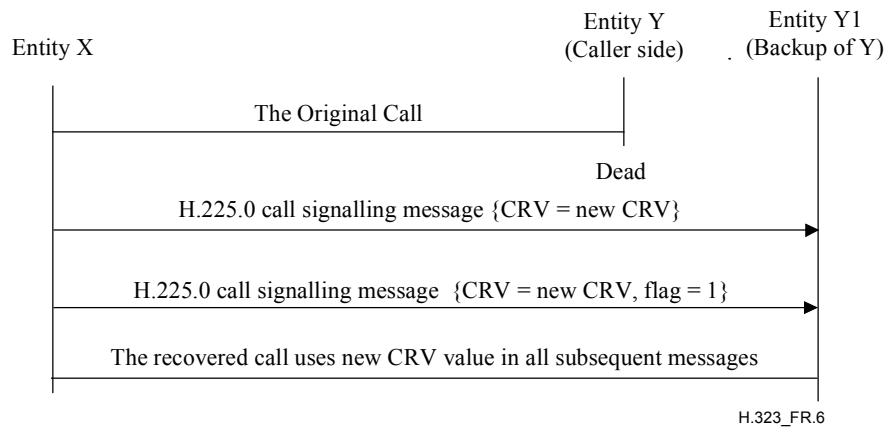 Entity X
Entity Y
(Caller side)
Entity Y1
. (Backup of Y)
The Original Call
Dead
H.225.0 call signalling message {CRV = new CRV}
H.225.0 call signalling message {CRV = new CRV, flag = 1}
The recovered call uses new CRV value in all subsequent messages
H.323_FR.6